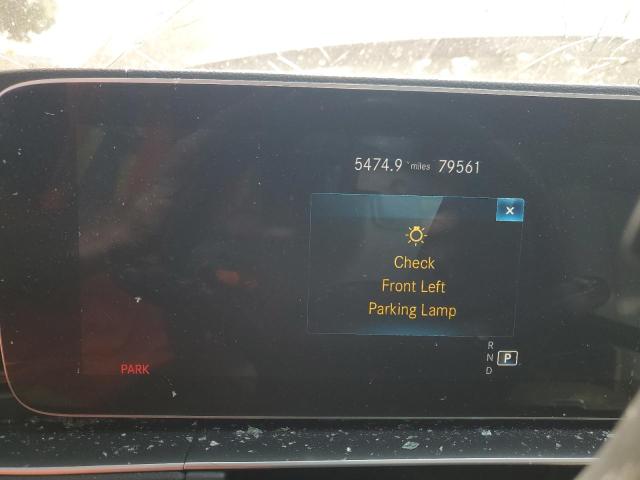 5474.9 miles 79561
x
Check
Front Left
Parking Lamp
R
N P
D
PARK